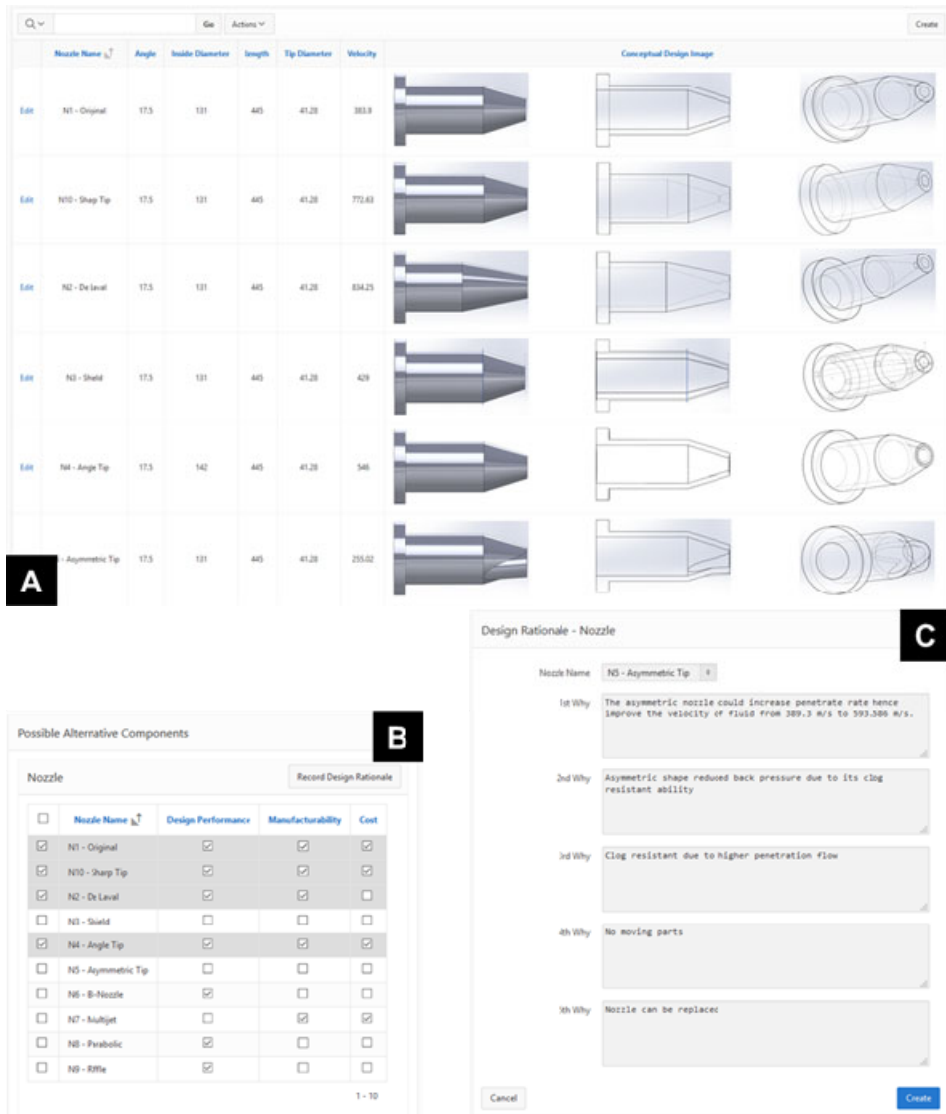 Go Actions Create
Nozzle Name Angle Inside Diameter length Tip Diameter Velocity Conceptual Design Image
Edit N1 - Original 17.5 131 445 41.28 383.9
Edit N10 - Sharp Tip 17.5 131 445 41.28 772.63
Edit N2 - De Laval 17.5 131 445 41.28 834.25
Edit N3 - Shield 17.5 131 445 41.28 429
Edit N4 - Angle Tip 17.5 142 445 41.28 546
- Asymmetric Tip 17.5 131 445 41.28 255.02
A
Possible Alternative Components
B
Nozzle Record Design Rationale
Nozzle Name Design Performance Manufacturability Cost
N1 - Original
N10 - Sharp Tip
N2 - De Laval
N3 - Shield
N4 - Angle Tip
N5 - Asymmetric Tip
N6 - B-Nozzle
N7 - Multijet
N8 - Parabolic
N9 - Riffle
1 - 10
Design Rationale - Nozzle
C
Nozzle Name N5 - Asymmetric Tip
1st Why The asymmetric nozzle could increase penetrate rate hence
improve the velocity of fluid from 389.3 m/s to 593.586 m/s.
2nd Why Asymmetric shape reduced back pressure due to its clog
resistant ability
3rd Why Clog resistant due to higher penetration flow
4th Why No moving parts
5th Why Nozzle can be replaced
Cancel Create